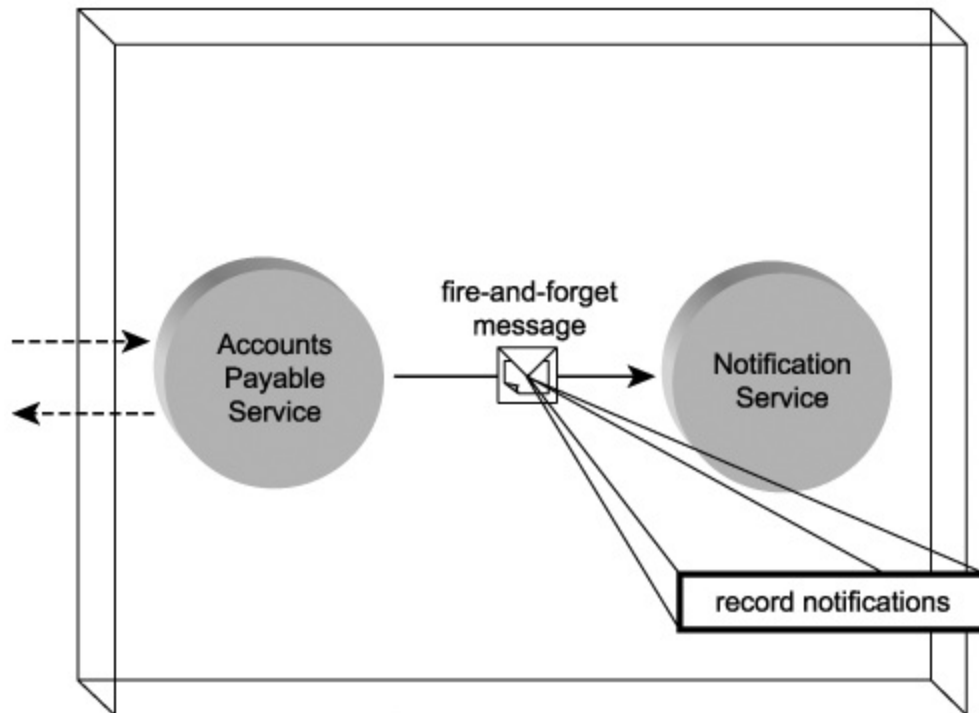 fire-and-forget
message
Accounts
Payable
Service
Notification
Service
record notifications